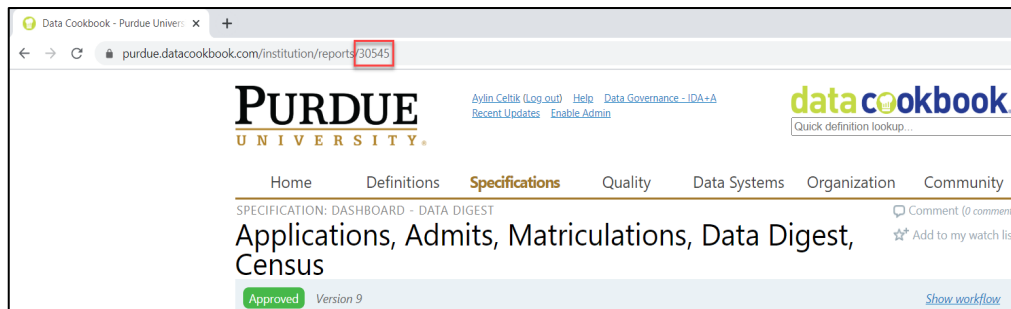 Data Cookbook - Purdue Univers
purdue.datacookbook.com/institution/reports/30545
PURDUE
UNIVERSITY®
Aylin Celtik (Log out) Help Data Governance - IDA+A
Recent Updates Enable Admin
data cookbook.
Quick definition lookup...
Home Definitions Specifications Quality Data Systems Organization Community
SPECIFICATION: DASHBOARD - DATA DIGEST
Comment (0 comment
Applications, Admits, Matriculations, Data Digest,
Add to my watch lis
Census
Approved Version 9
Show workflow